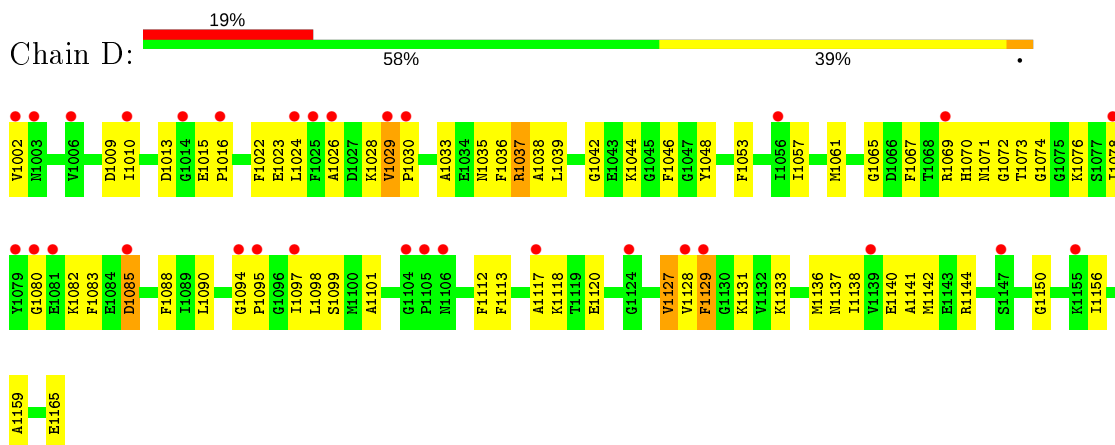 19%
Chain D:
58% 39% •
V1002 N1003 V1006 D1009 I1010 D1013 G1014 E1015 P1016 F1022 E1023 L1024 F1025 A1026 D1027 K1028 V1029 P1030 A1033 E1034 N1035 F1036 R1037 A1038 L1039 G1042 E1043 K1044 G1045 F1046 G1047 Y1048 F1053 I1056 I1057 M1061 G1065 D1066 F1067 T1068 R1069 H1070 N1071 G1072 T1073 G1074 G1075 K1076 S1077 I1078
Y1079 G1080 E1081 K1082 F1083 E1084 D1085 F1088 I1089 L1090 G1094 P1095 G1096 I1097 L1098 S1099 M1100 A1101 G1104 P1105 N1106 F1112 F1113 A1117 K1118 T1119 E1120 G1124 V1127 V1128 F1129 G1130 K1131 V1132 K1133 M1136 N1137 I1138 V1139 E1140 A1141 M1142 E1143 R1144 S1147 G1150 K1155 I1156
A1159 E1165